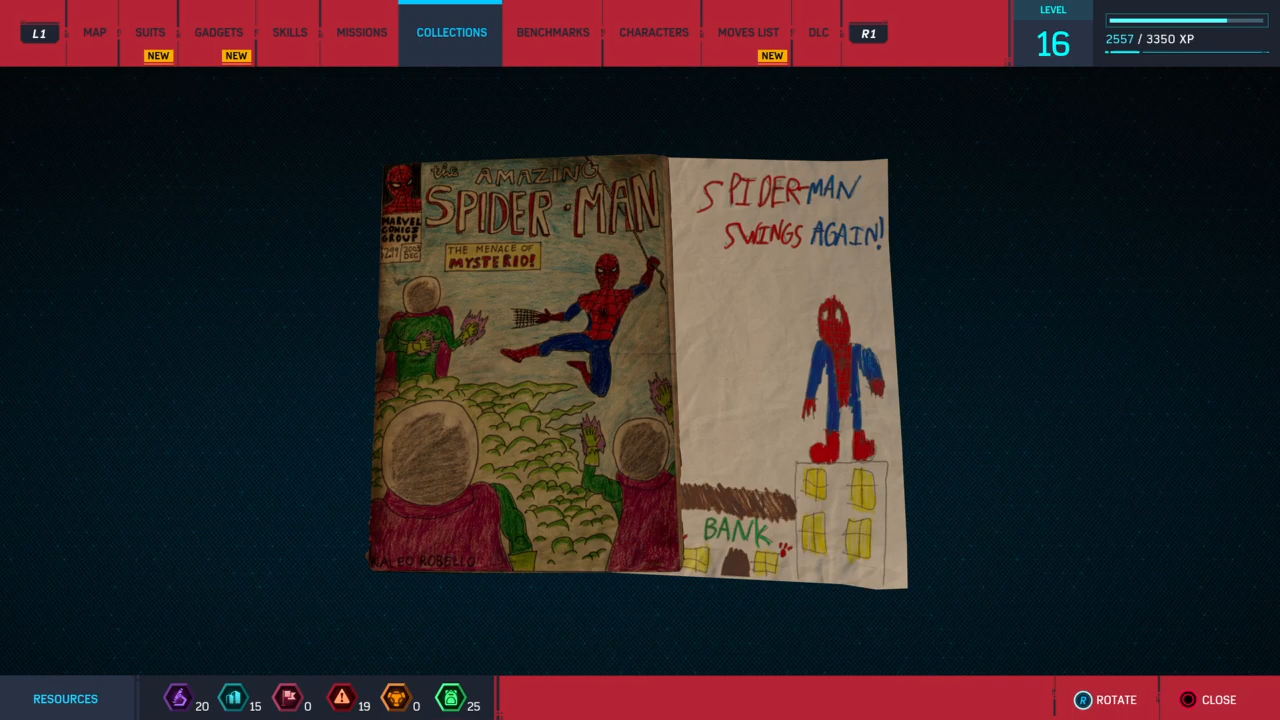 L1
MAP
SUITS
NEW
GADGETS
NEW
SKILLS
MISSIONS
COLLECTIONS
BENCHMARKS
CHARACTERS
MOVES LIST
NEW
DLC
R1
LEVEL
16
2557 / 3350 XP
the AMAZING
SPIDER-MAN
MARVEL
COMICS
GROUP
THE MENACE OF
MYSTERIO!
ROBELLO
SPIDER-MAN
SWINGS AGAIN!
BANK
RESOURCES
20
15
0
19
0
25
R ROTATE
CLOSE